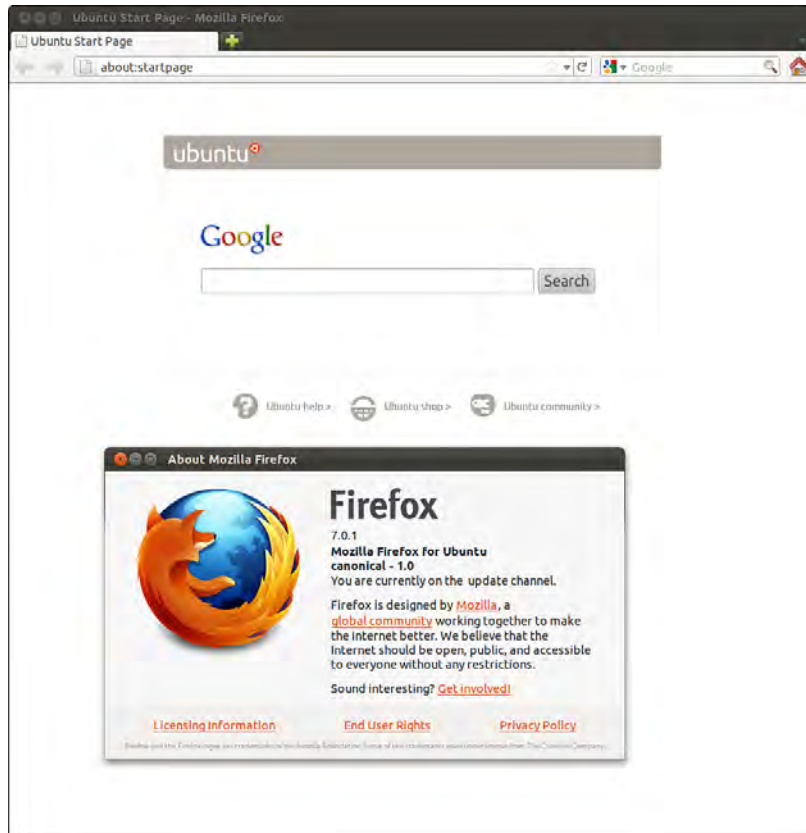 Ubuntu Start Page - Mozilla Firefox
Ubuntu Start Page
about:startpage
Google
ubuntu
Google
Search
Ubuntu help >
Ubuntu shop >
Ubuntu community >
About Mozilla Firefox
Firefox
7.0.1
Mozilla Firefox for Ubuntu
canonical - 1.0
You are currently on the update channel.
Firefox is designed by Mozilla, a
global community working together to make
the Internet better. We believe that the
Internet should be open, public, and accessible
to everyone without any restrictions.
Sound interesting? Get involved!
Licensing Information
End User Rights
Privacy Policy